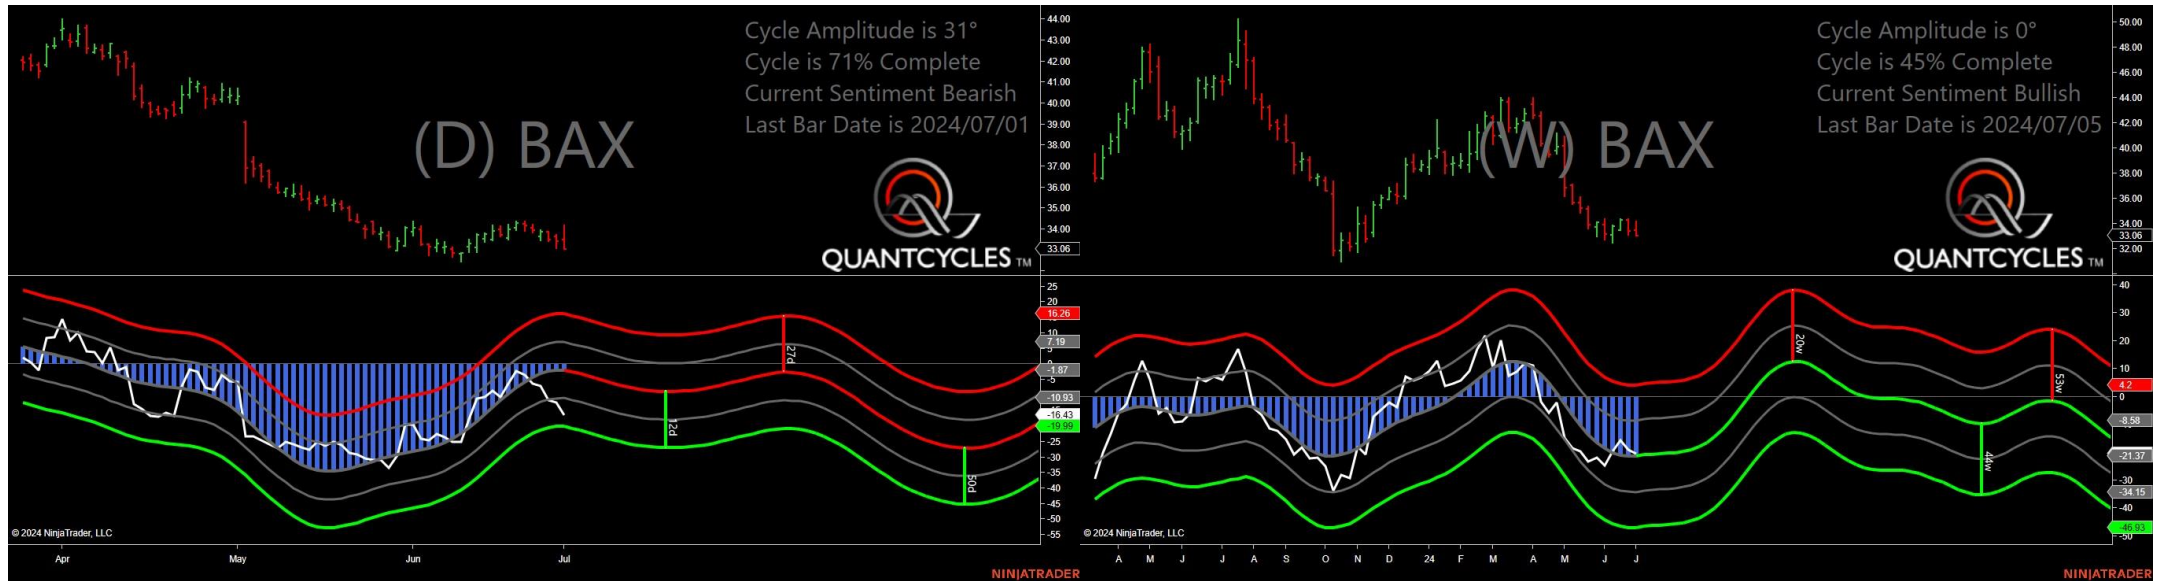 Cycle Amplitude is 31°
Cycle is 71% Complete
Current Sentiment Bearish
Last Bar Date is 2024/07/01
(D) BAX
QUANTCYCLES TM
44.00
43.00
42.00
41.00
40.00
39.00
38.00
37.00
36.00
35.00
34.00
33.06
25
20
16.26
10
7.19
0
-1.87
-5
-10.93
-16.43
-19.99
-25
-30
-35
-40
-45
-50
-55
27d
12d
50d
© 2024 NinjaTrader, LLC
Apr May Jun Jul
NINJATRADER
Cycle Amplitude is 0°
Cycle is 45% Complete
Current Sentiment Bullish
Last Bar Date is 2024/07/05
(W) BAX
QUANTCYCLES TM
50.00
48.00
46.00
44.00
42.00
40.00
38.00
36.00
34.00
33.06
32.00
40
30
20
10
4.2
0
-8.58
-21.37
-30
-34.15
-40
-46.93
-50
20w
53w
44w
© 2024 NinjaTrader, LLC
A M J J A S O N D 24 F M A M J J
NINJATRADER